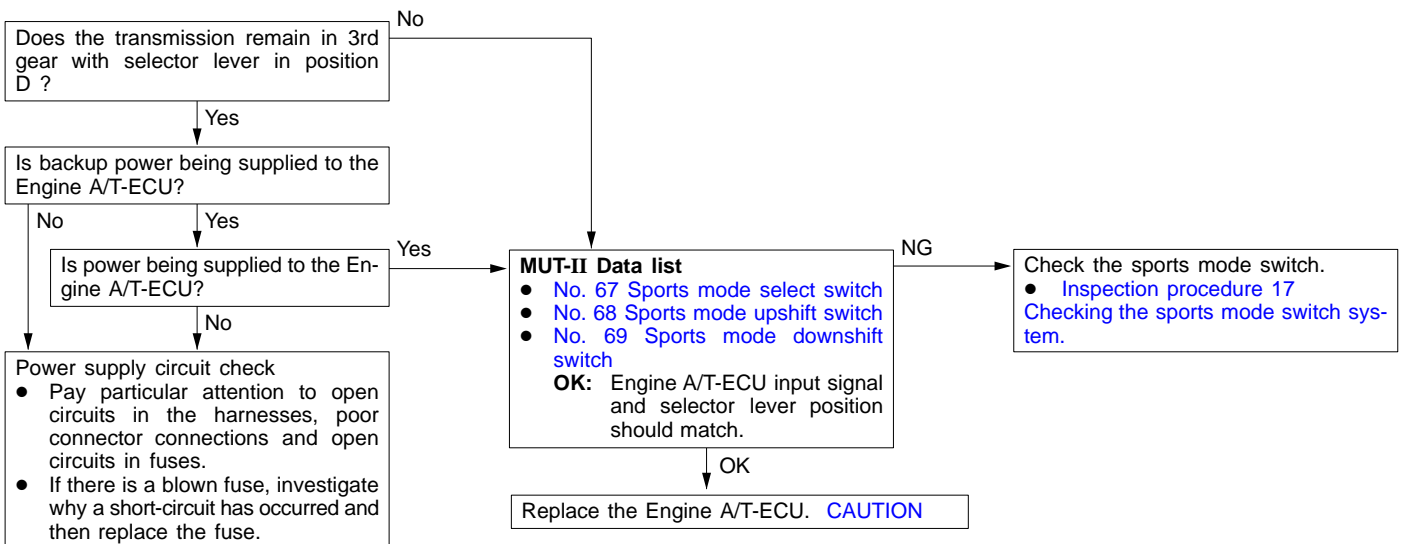 No
Does the transmission remain in 3rd
gear with selector lever in position
D ?
Yes
Is backup power being supplied to the
Engine A/T-ECU?
No
Yes
Is power being supplied to the En-
gine A/T-ECU?
Yes
No
Power supply circuit check
● Pay particular attention to open
circuits in the harnesses, poor
connector connections and open
circuits in fuses.
● If there is a blown fuse, investigate
why a short-circuit has occurred and
then replace the fuse.
MUT-II Data list
● No. 67 Sports mode select switch
● No. 68 Sports mode upshift switch
● No. 69 Sports mode downshift
switch
OK: Engine A/T-ECU input signal
and selector lever position
should match.
NG
OK
Replace the Engine A/T-ECU. CAUTION
Check the sports mode switch.
● Inspection procedure 17
Checking the sports mode switch sys-
tem.